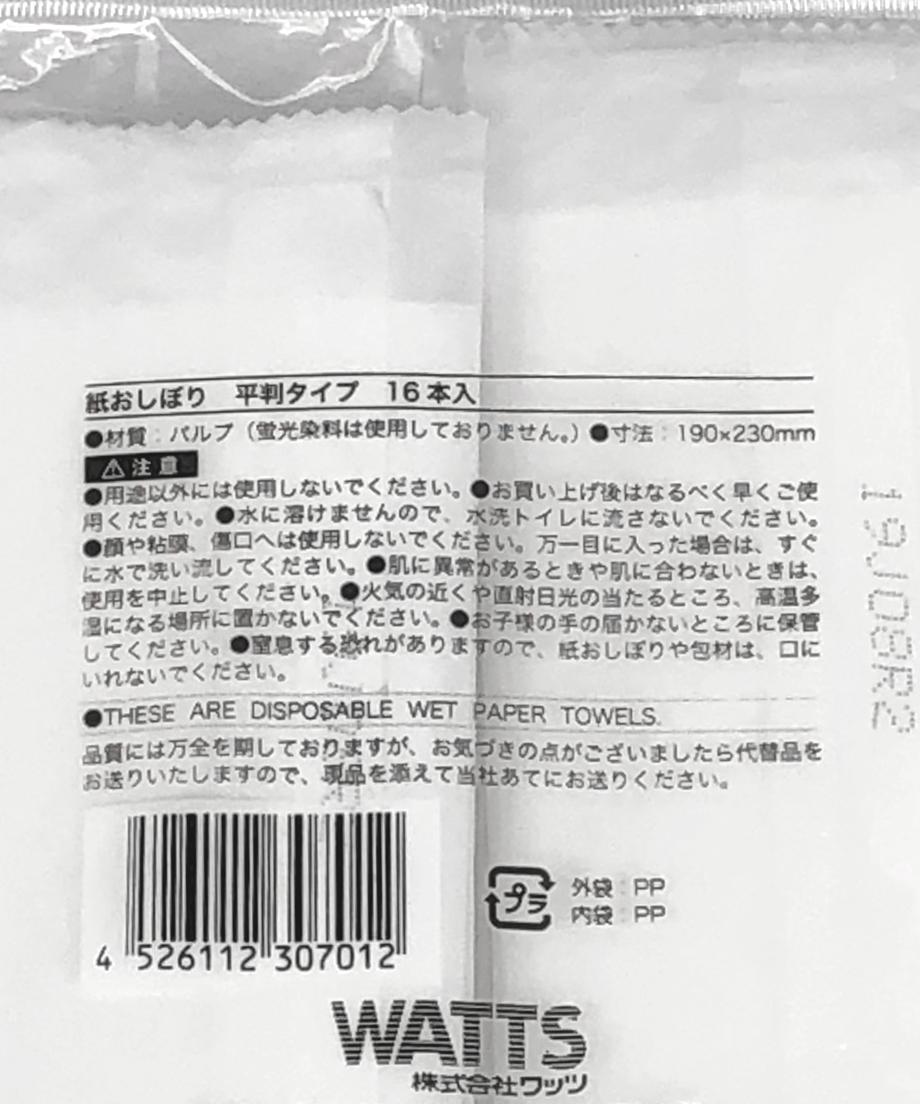 紙おしぼり 平判タイプ 16本入
●材質：パルプ（蛍光染料は使用しておりません。）●寸法：190×230mm
⚠注意
●用途以外には使用しないでください。●お買い上げ後はなるべく早くご使
用ください。●水に溶けませんので、水洗トイレに流さないでください。
●顔や粘膜、傷口へは使用しないでください。万一目に入った場合は、すぐ
に水で洗い流してください。●肌に異常があるときや肌に合わないときは、
使用を中止してください。●火気の近くや直射日光の当たるところ、高温多
湿になる場所に置かないでください。●お子様の手の届かないところに保管
してください。●窒息する恐れがありますので、紙おしぼりや包材は、口に
いれないでください。
●THESE ARE DISPOSABLE WET PAPER TOWELS.
品質には万全を期しておりますが、お気づきの点がございましたら代替品を
お送りいたしますので、現品を添えて当社あてにお送りください。
4 526112 307012
プラ
外袋：PP
内袋：PP
WATTS
株式会社ワッツ